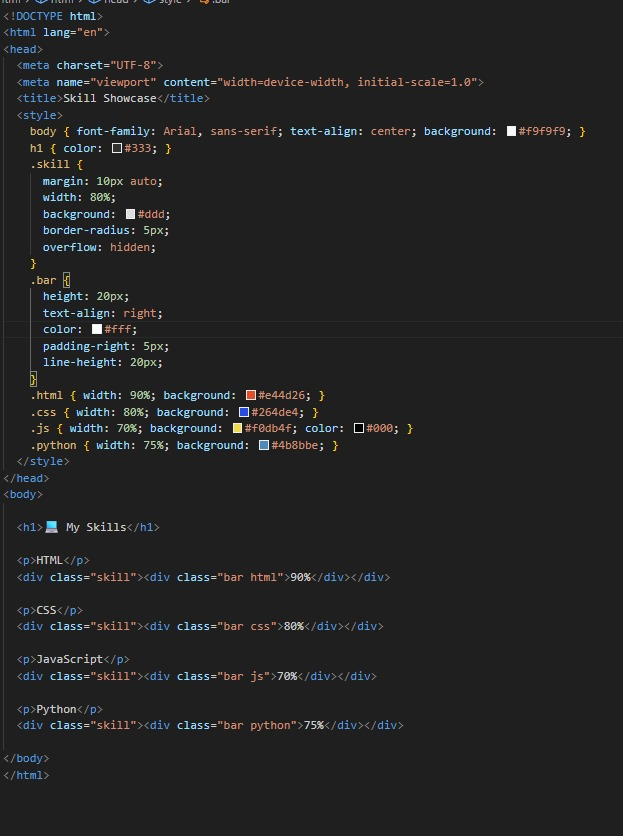 html > html > head > style > .bar
<!DOCTYPE html>
<html lang="en">
<head>
  <meta charset="UTF-8">
  <meta name="viewport" content="width=device-width, initial-scale=1.0">
  <title>Skill Showcase</title>
  <style>
    body { font-family: Arial, sans-serif; text-align: center; background: #f9f9f9; }
    h1 { color: #333; }
    .skill {
      margin: 10px auto;
      width: 80%;
      background: #ddd;
      border-radius: 5px;
      overflow: hidden;
    }
    .bar {
      height: 20px;
      text-align: right;
      color: #fff;
      padding-right: 5px;
      line-height: 20px;
    }
    .html { width: 90%; background: #e44d26; }
    .css { width: 80%; background: #264de4; }
    .js { width: 70%; background: #f0db4f; color: #000; }
    .python { width: 75%; background: #4b8bbe; }
  </style>
</head>
<body>

  <h1>💻 My Skills</h1>

  <p>HTML</p>
  <div class="skill"><div class="bar html">90%</div></div>

  <p>CSS</p>
  <div class="skill"><div class="bar css">80%</div></div>

  <p>JavaScript</p>
  <div class="skill"><div class="bar js">70%</div></div>

  <p>Python</p>
  <div class="skill"><div class="bar python">75%</div></div>

</body>
</html>